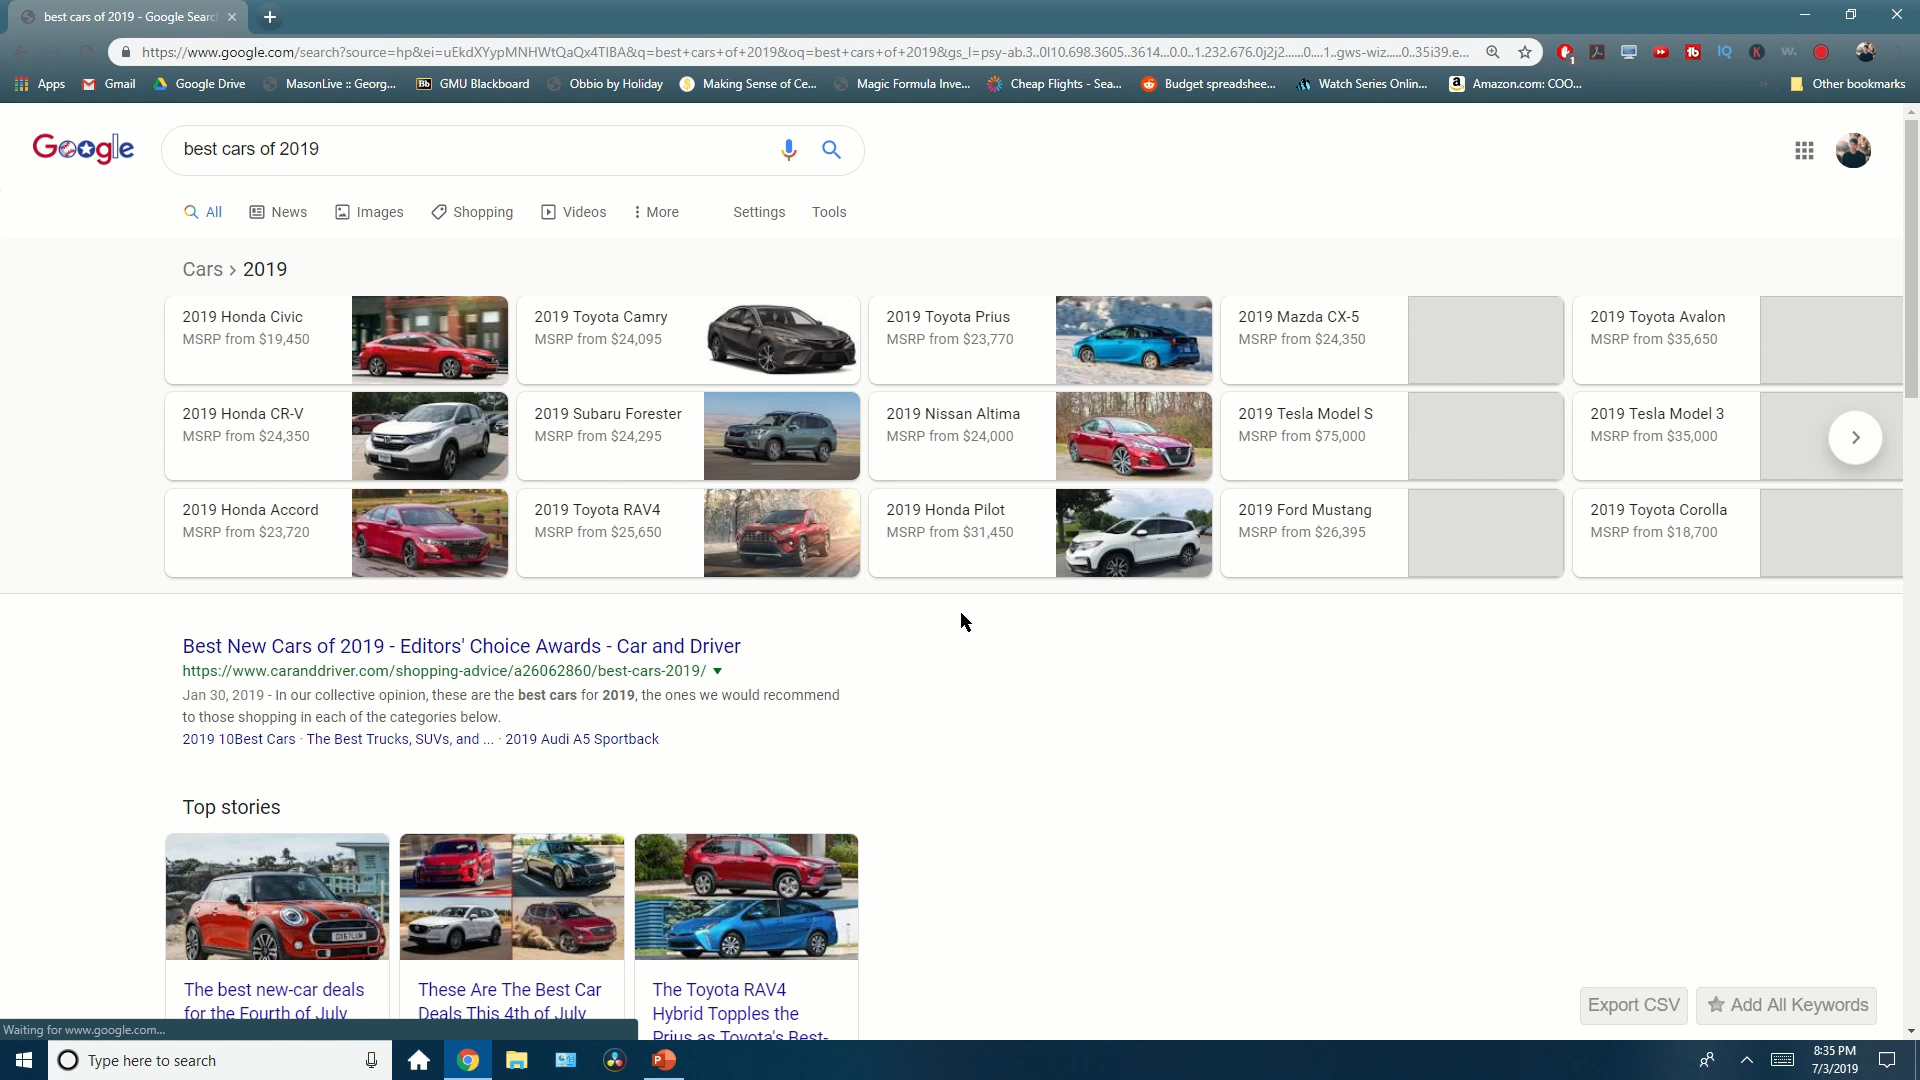 best cars of 2019 - Google Searc
https://www.google.com/search?source=hp&ei=uEkdXYypMNHWtQaQx4TIBA&q=best+cars+of+2019&oq=best+cars+of+2019&gs_l=psy-ab.3..0l10.698.3605..3614...0.0..1.232.676.0j2j2......0....1..gws-wiz.....0..35i39.e...
Apps Gmail Google Drive MasonLive :: Georg... Bb GMU Blackboard Obbio by Holiday Making Sense of Ce... Magic Formula Inve... Cheap Flights - Sea... Budget spreadshee... Watch Series Onlin... Amazon.com: COO... Other bookmarks
Google best cars of 2019
All News Images Shopping Videos More Settings Tools
Cars › 2019
2019 Honda Civic
MSRP from $19,450
2019 Toyota Camry
MSRP from $24,095
2019 Toyota Prius
MSRP from $23,770
2019 Mazda CX-5
MSRP from $24,350
2019 Toyota Avalon
MSRP from $35,650
2019 Honda CR-V
MSRP from $24,350
2019 Subaru Forester
MSRP from $24,295
2019 Nissan Altima
MSRP from $24,000
2019 Tesla Model S
MSRP from $75,000
2019 Tesla Model 3
MSRP from $35,000
2019 Honda Accord
MSRP from $23,720
2019 Toyota RAV4
MSRP from $25,650
2019 Honda Pilot
MSRP from $31,450
2019 Ford Mustang
MSRP from $26,395
2019 Toyota Corolla
MSRP from $18,700
Best New Cars of 2019 - Editors' Choice Awards - Car and Driver
https://www.caranddriver.com/shopping-advice/a26062860/best-cars-2019/
Jan 30, 2019 - In our collective opinion, these are the best cars for 2019, the ones we would recommend
to those shopping in each of the categories below.
2019 10Best Cars · The Best Trucks, SUVs, and ... · 2019 Audi A5 Sportback
Top stories
The best new-car deals
for the Fourth of July
These Are The Best Car
Deals This 4th of July
The Toyota RAV4
Hybrid Topples the
Prius as Toyota's Best-
Export CSV
Add All Keywords
Waiting for www.google.com...
Type here to search
8:35 PM
7/3/2019